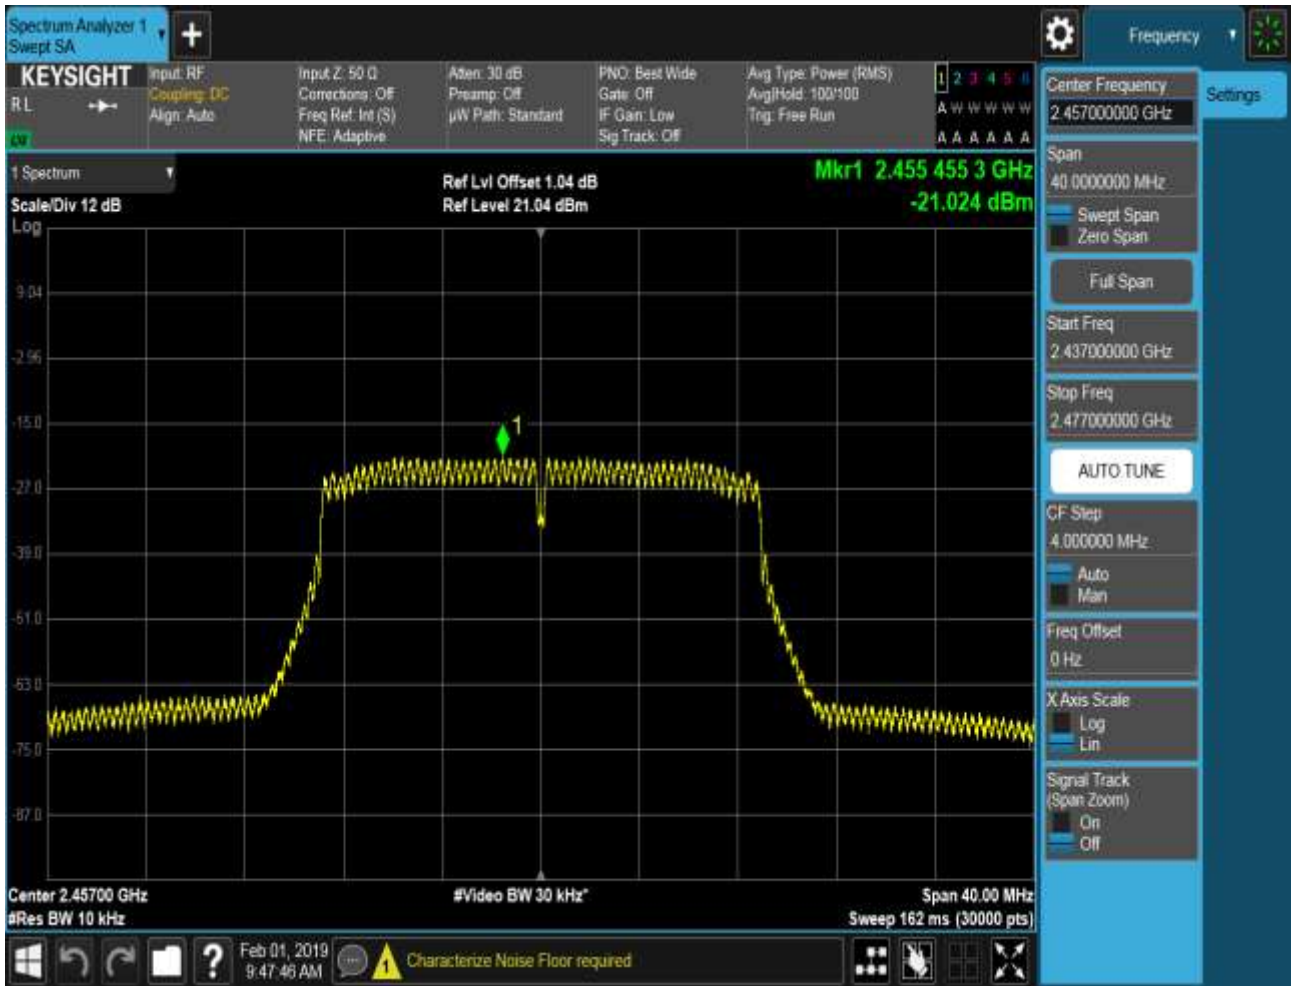 Spectrum Analyzer 1
Swept SA
+
Frequency
KEYSIGHT
R L
Input: RF
Coupling: DC
Align: Auto
Input Z: 50 Ω
Corrections: Off
Freq Ref: Int (S)
NFE: Adaptive
Atten: 30 dB
Preamp: Off
µW Path: Standard
PNO: Best Wide
Gate: Off
IF Gain: Low
Sig Track: Off
Avg Type: Power (RMS)
Avg|Hold: 100/100
Trig: Free Run
1 2 3 4 5 6
A W W W W W
A A A A A A
1 Spectrum
Scale/Div 12 dB
Log
Ref Lvl Offset 1.04 dB
Ref Level 21.04 dBm
Mkr1 2.455 455 3 GHz
-21.024 dBm
9.04
-2.96
-15.0
-27.0
-39.0
-51.0
-63.0
-75.0
-87.0
1
Center 2.45700 GHz
#Res BW 10 kHz
#Video BW 30 kHz*
Span 40.00 MHz
Sweep 162 ms (30000 pts)
Center Frequency
2.457000000 GHz
Settings
Span
40.0000000 MHz
Swept Span
Zero Span
Full Span
Start Freq
2.437000000 GHz
Stop Freq
2.477000000 GHz
AUTO TUNE
CF Step
4.000000 MHz
Auto
Man
Freq Offset
0 Hz
X Axis Scale
Log
Lin
Signal Track
(Span Zoom)
On
Off
?
Feb 01, 2019
9:47:46 AM
1
Characterize Noise Floor required